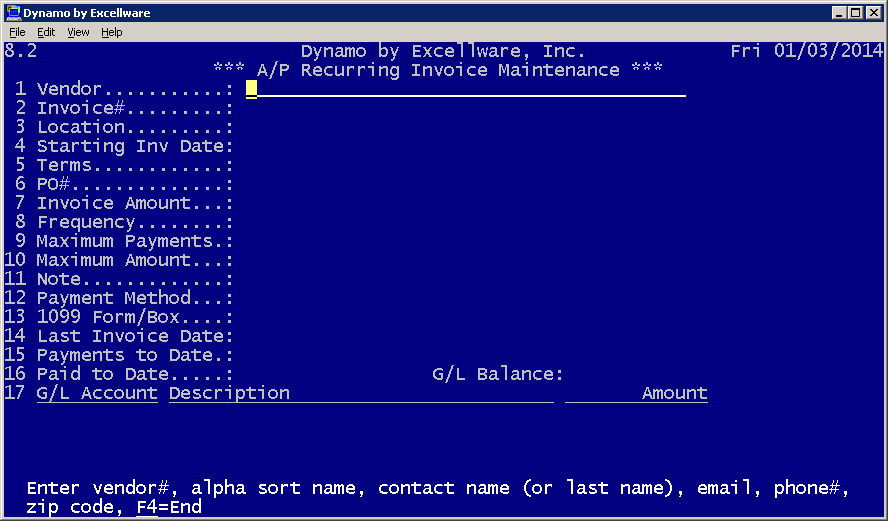 Dynamo by Excellware
File Edit View Help
8.2 Dynamo by Excellware, Inc. Fri 01/03/2014
*** A/P Recurring Invoice Maintenance ***
1 Vendor...........:
2 Invoice#.........:
3 Location.........:
4 Starting Inv Date:
5 Terms............:
6 PO#..............:
7 Invoice Amount...:
8 Frequency........:
9 Maximum Payments.:
10 Maximum Amount...:
11 Note.............:
12 Payment Method...:
13 1099 Form/Box....:
14 Last Invoice Date:
15 Payments to Date.:
16 Paid to Date.....: G/L Balance:
17 G/L Account Description Amount
Enter vendor#, alpha sort name, contact name (or last name), email, phone#,
zip code, F4=End